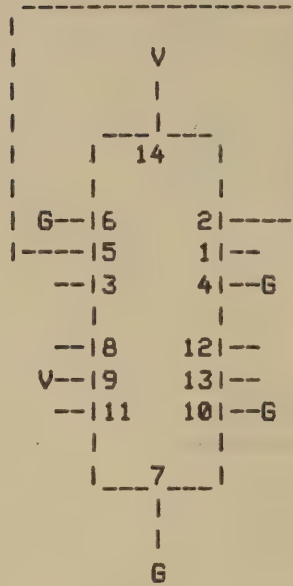 V
14
G--|6 2|----
|----|5 1|--
--|3 4|--G
--|8 12|--
V--|9 13|--
--|11 10|--G
7
G